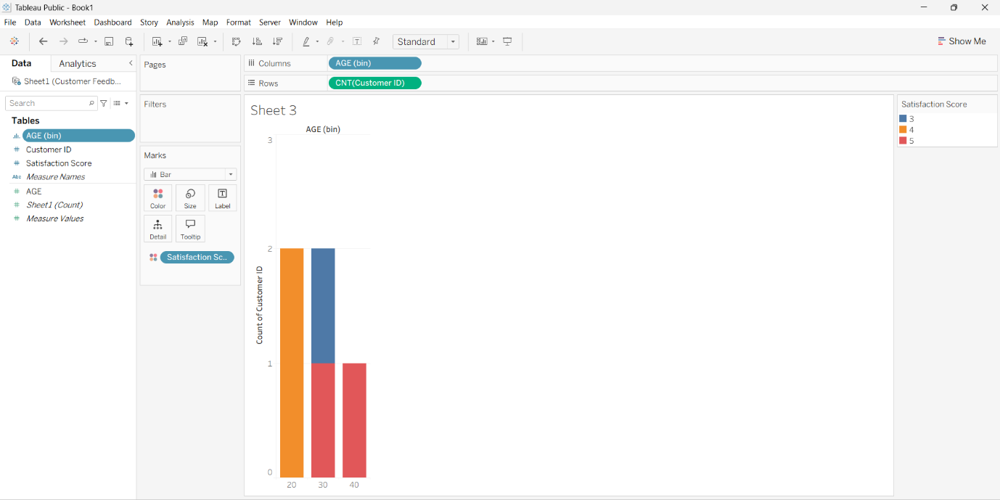 Tableau Public - Book1
File Data Worksheet Dashboard Story Analysis Map Format Server Window Help
Standard
Show Me
Data Analytics
Sheet1 (Customer Feedb...
Search
Tables
AGE (bin)
Customer ID
Satisfaction Score
Abc Measure Names
AGE
Sheet1 (Count)
Measure Values
Pages
Filters
Marks
Bar
Color Size Label
Detail Tooltip
Satisfaction Sc..
Columns AGE (bin)
Rows CNT(Customer ID)
Sheet 3
AGE (bin)
3
2
1
0
Count of Customer ID
20 30 40
Satisfaction Score
3
4
5